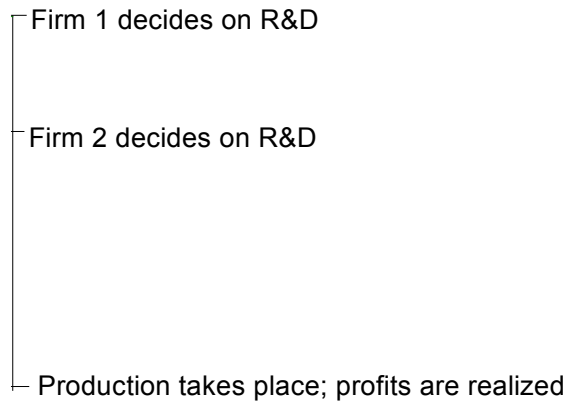 Firm 1 decides on R&D
Firm 2 decides on R&D
Production takes place; profits are realized